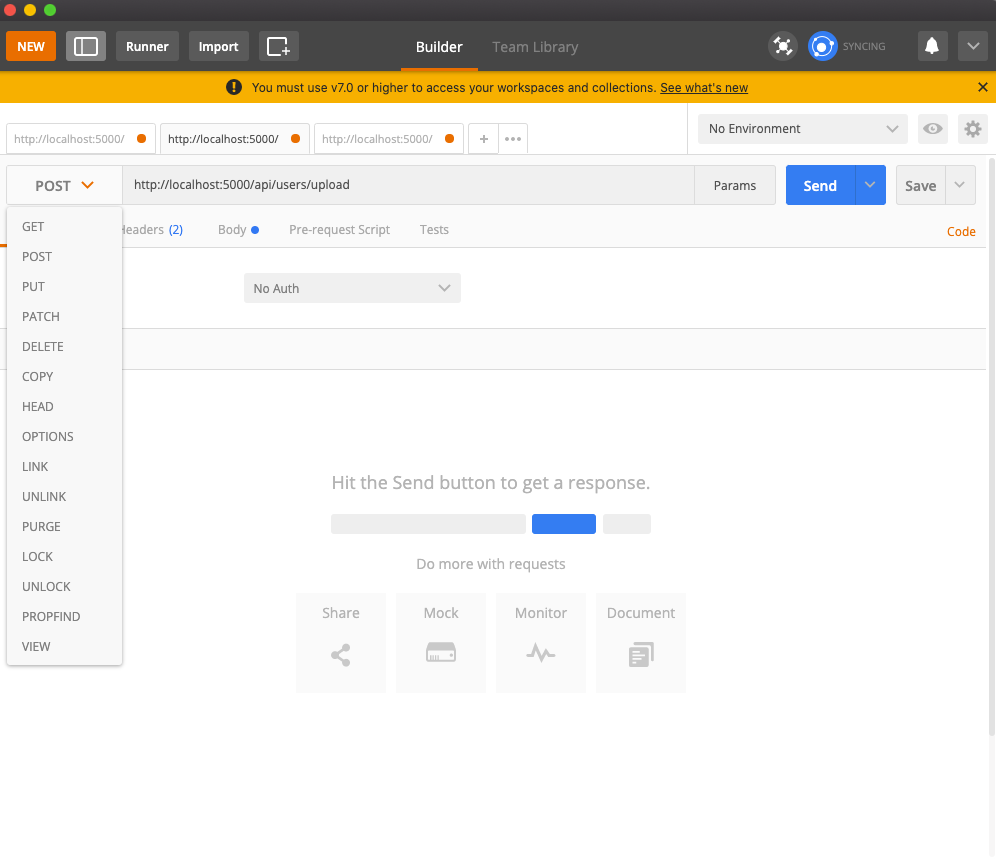 NEW Runner Import Builder Team Library SYNCING
You must use v7.0 or higher to access your workspaces and collections. See what's new
http://localhost:5000/ http://localhost:5000/ http://localhost:5000/ + ••• No Environment
POST http://localhost:5000/api/users/upload Params Send Save
Headers (2) Body Pre-request Script Tests Code
GET
POST
PUT
No Auth
PATCH
DELETE
COPY
HEAD
OPTIONS
LINK
UNLINK
PURGE
LOCK
UNLOCK
PROPFIND
VIEW
Hit the Send button to get a response.
Do more with requests
Share Mock Monitor Document